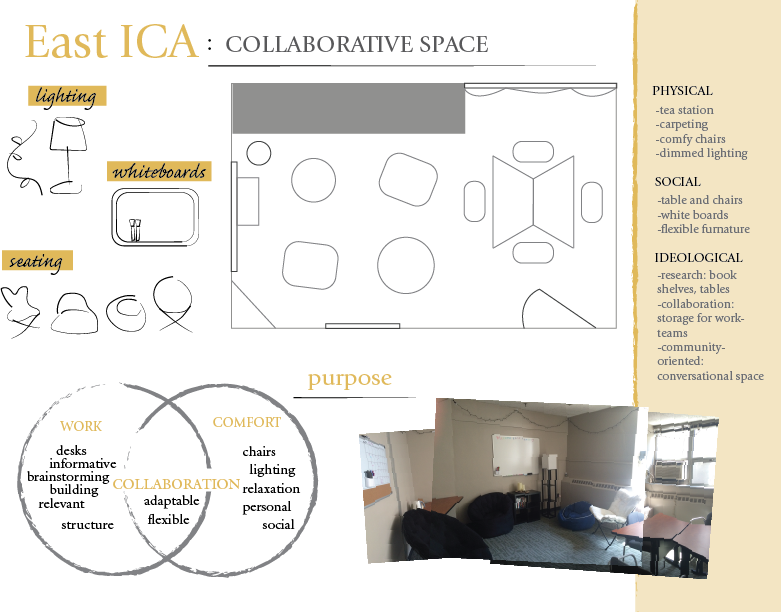 East ICA : COLLABORATIVE SPACE
lighting
whiteboards
seating
purpose
WORK
desks
informative
brainstorming
building
relevant
structure
COLLABORATION
adaptable
flexible
COMFORT
chairs
lighting
relaxation
personal
social
PHYSICAL
-tea station
-carpeting
-comfy chairs
-dimmed lighting
SOCIAL
-table and chairs
-white boards
-flexible furnature
IDEOLOGICAL
-research: book
shelves, tables
-collaboration:
storage for work-
teams
-community-
oriented:
conversational space